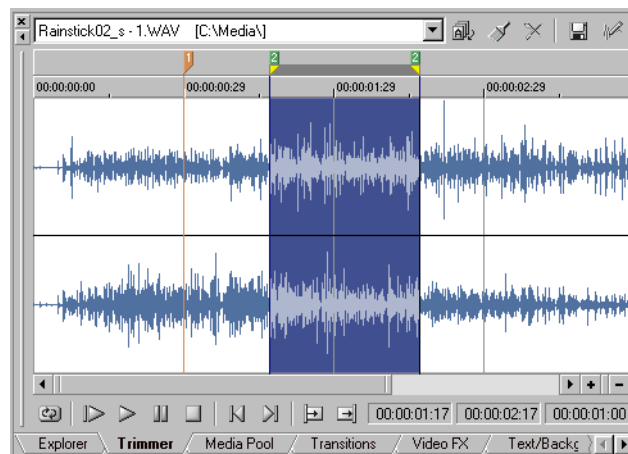 Rainstick02_s - 1.WAV [C:\Media\]
1 2 2
00:00:00:00 00:00:00:29 00:00:01:29 00:00:02:29
00:00:01:17 00:00:02:17 00:00:01:00
Explorer Trimmer Media Pool Transitions Video FX Text/Backg